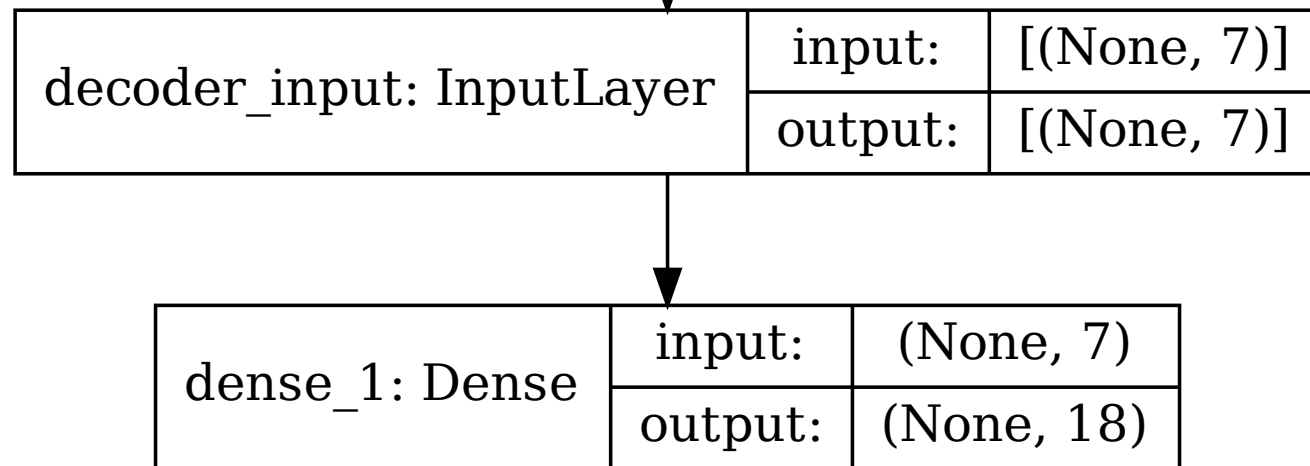 decoder_input: InputLayer
input:
[(None, 7)]
output:
[(None, 7)]
dense_1: Dense
input:
(None, 7)
output:
(None, 18)